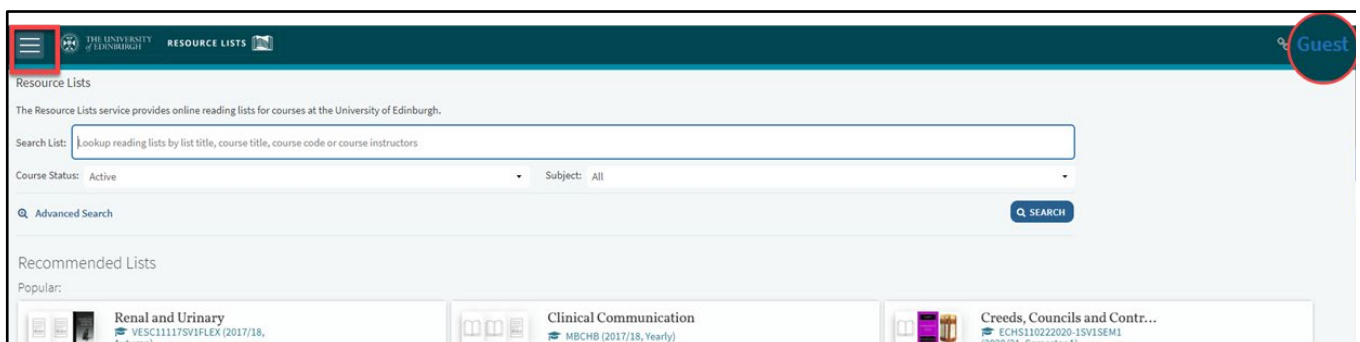 THE UNIVERSITY
of EDINBURGH
RESOURCE LISTS
Guest
Resource Lists
The Resource Lists service provides online reading lists for courses at the University of Edinburgh.
Search List: Lookup reading lists by list title, course title, course code or course instructors
Course Status: Active Subject: All
Advanced Search SEARCH
Recommended Lists
Popular:
Renal and Urinary
VESC11117SV1FLEX (2017/18,
Clinical Communication
MBCHB (2017/18, Yearly)
Creeds, Councils and Contr...
ECHS110222020-1SV1SEM1